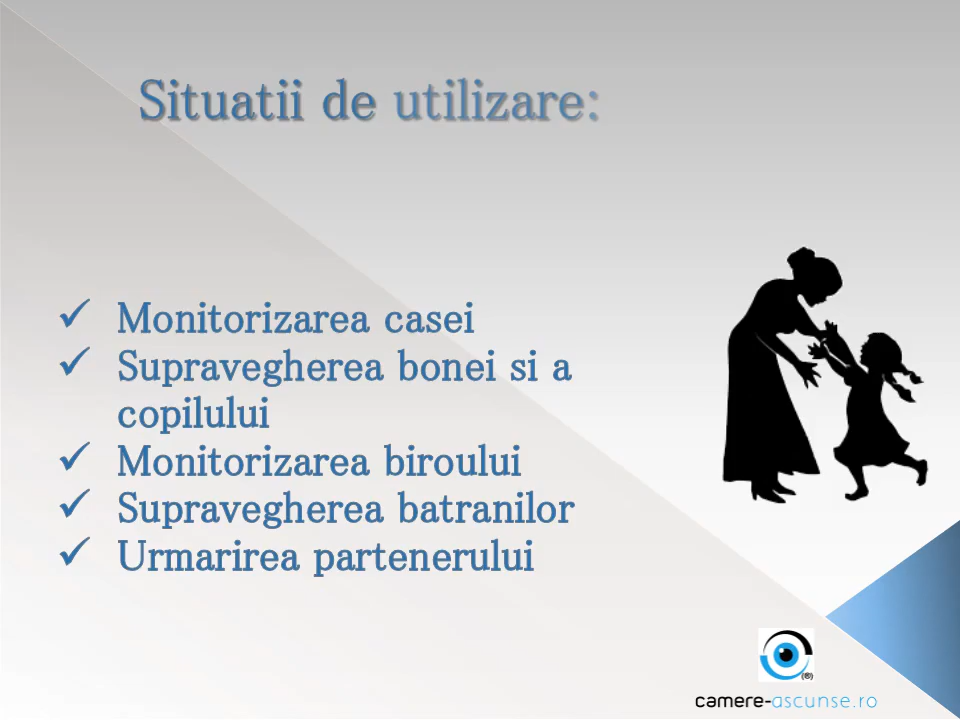 Situatii de utilizare:
✓ Monitorizarea casei
✓ Supravegherea bonei si a
copilului
✓ Monitorizarea biroului
✓ Supravegherea batranilor
✓ Urmarirea partenerului
(®)
camere-ascunse.ro